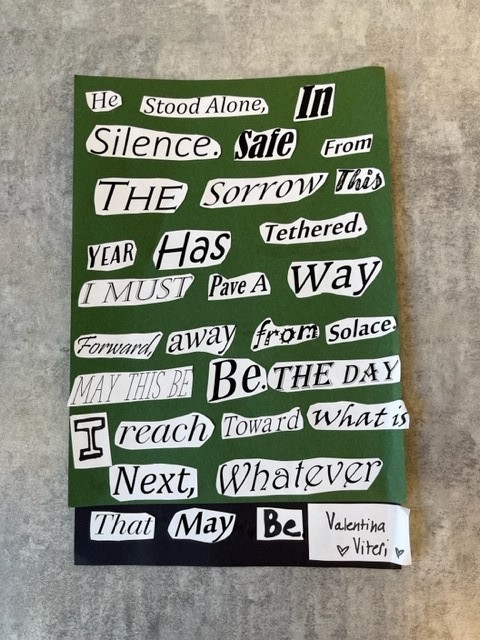 He Stood Alone, In
Silence. Safe From
THE Sorrow This
YEAR Has Tethered.
I MUST Pave A Way
Forward, away from Solace.
MAY THIS BE Be. THE DAY
I reach Toward What is
Next, Whatever
That May Be.
Valentina
Viteri